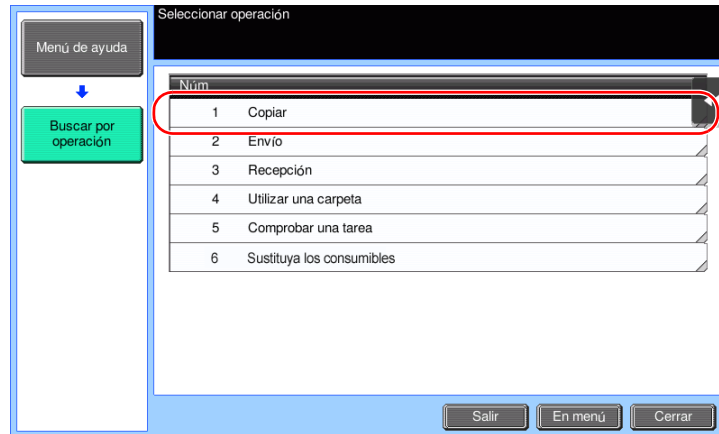 Seleccionar operación
Menú de ayuda
Buscar por
operación
Núm
1 Copiar
2 Envío
3 Recepción
4 Utilizar una carpeta
5 Comprobar una tarea
6 Sustituya los consumibles
Salir En menú Cerrar